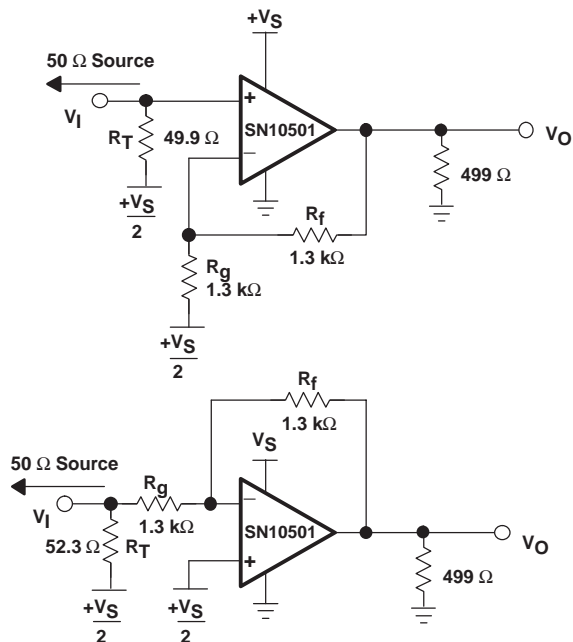 +VS
50 Ω Source
VI
+
RT
49.9 Ω
SN10501
−
VO
+VS
2
499 Ω
Rf
1.3 kΩ
Rg
1.3 kΩ
+VS
2
Rf
1.3 kΩ
VS
50 Ω Source
Rg
VI
1.3 kΩ
−
SN10501
VO
52.3 Ω
RT
+
499 Ω
+VS
2
+VS
2